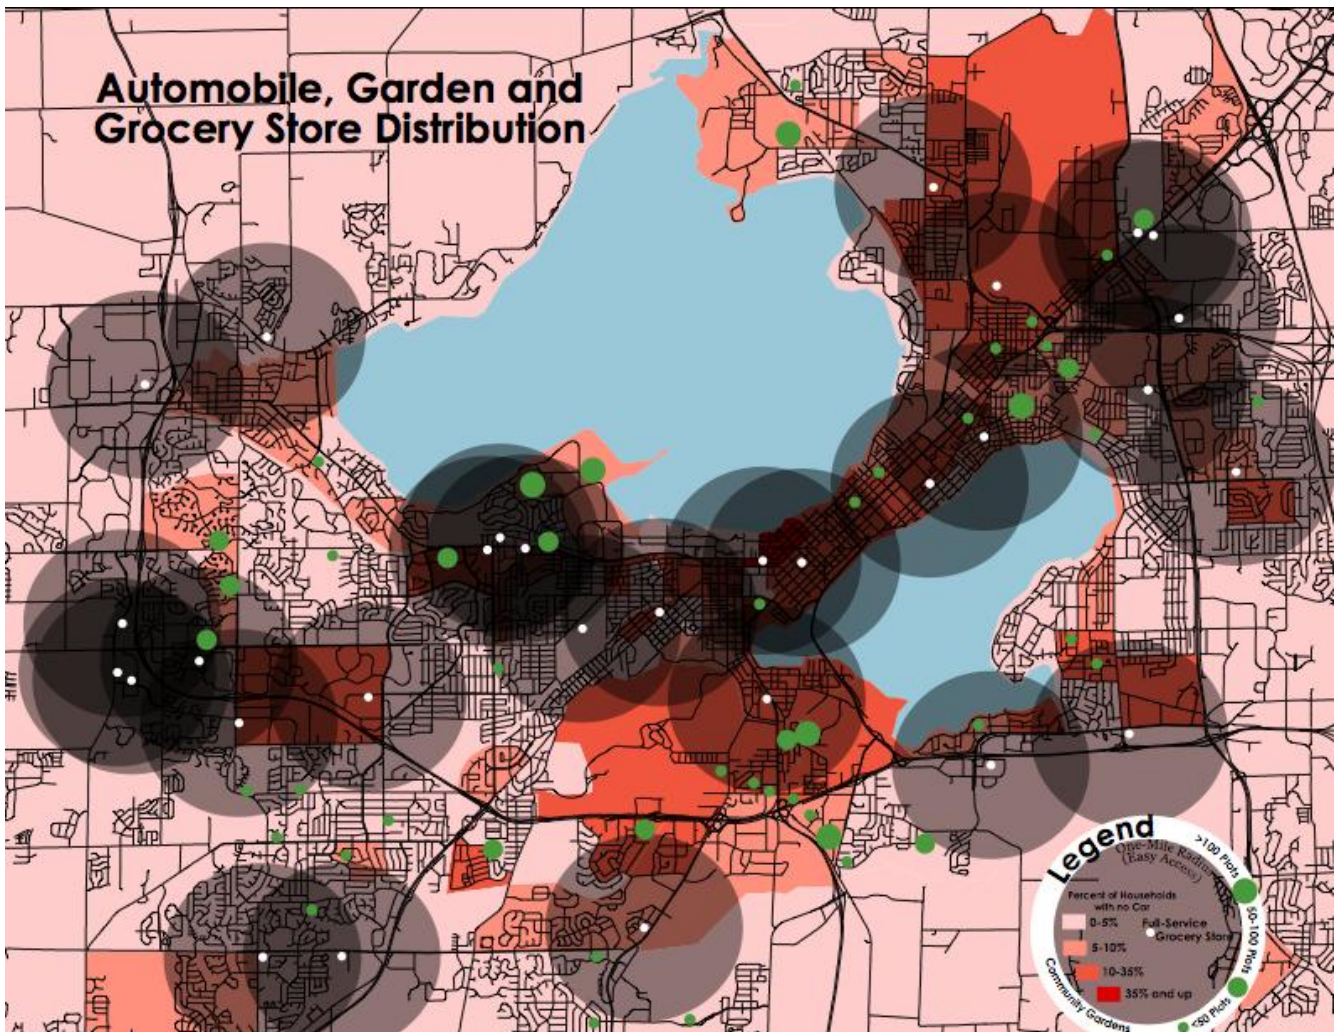 Automobile, Garden and
Grocery Store Distribution
Legend
One-Mile Radius
(Easy Access)
>100 Plots
Percent of Households
with no Car
0-5%
Full-Service
Grocery Store
5-10%
50-100 Plots
10-35%
35% and up
<50 Plots
Community Gardens